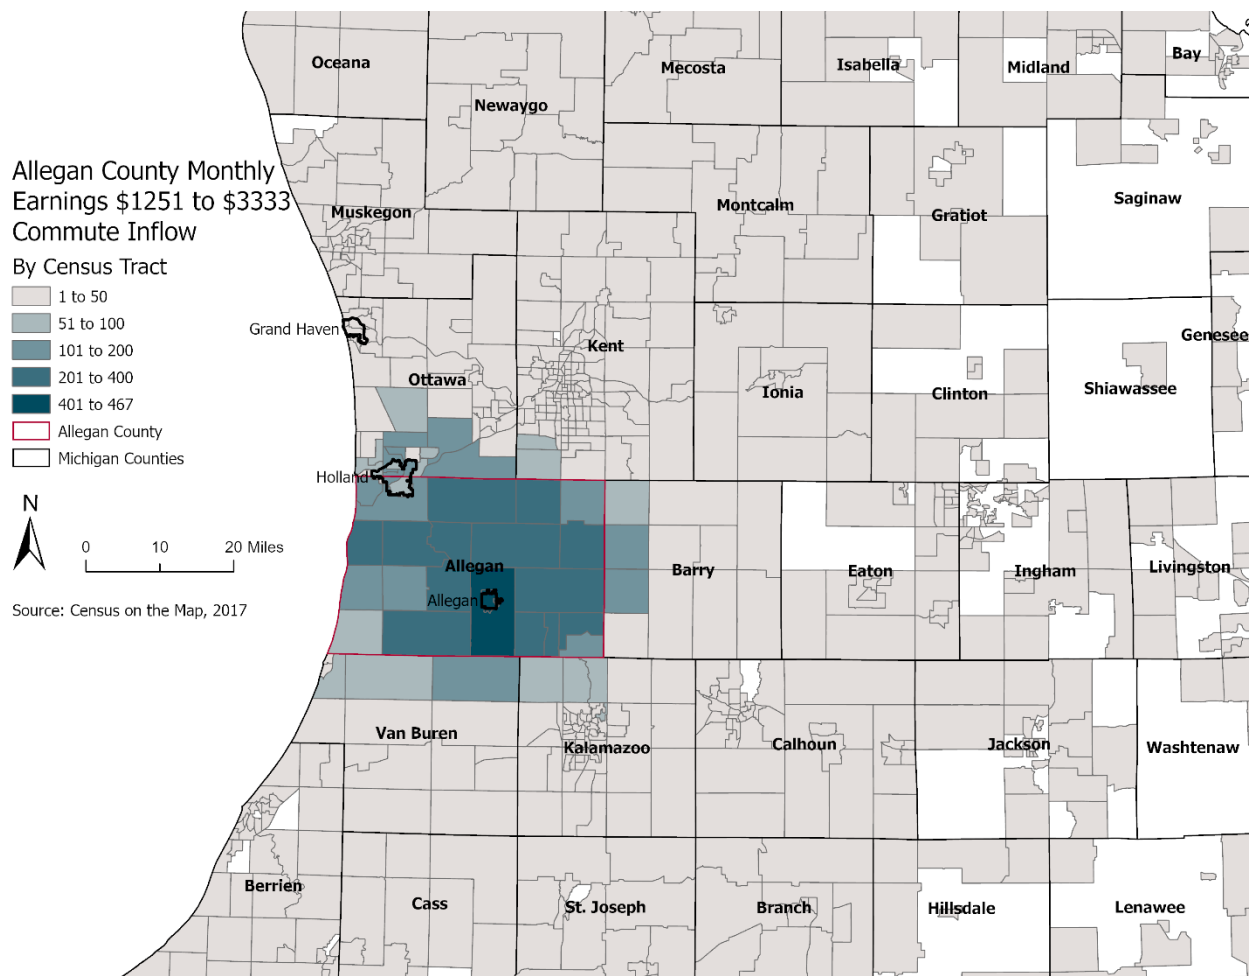 Oceana
Mecosta
Isabella
Midland
Bay
Newaygo
Allegan County Monthly
Earnings $1251 to $3333
Commute Inflow
By Census Tract
1 to 50
51 to 100
101 to 200
201 to 400
401 to 467
Allegan County
Michigan Counties
N
0 10 20 Miles
Source: Census on the Map, 2017
Muskegon
Montcalm
Gratiot
Saginaw
Grand Haven
Kent
Genesee
Ottawa
Ionia
Clinton
Shiawassee
Holland
Allegan
Allegan
Barry
Eaton
Ingham
Livingston
Van Buren
Kalamazoo
Calhoun
Jackson
Washtenaw
Berrien
Cass
St. Joseph
Branch
Hillsdale
Lenawee